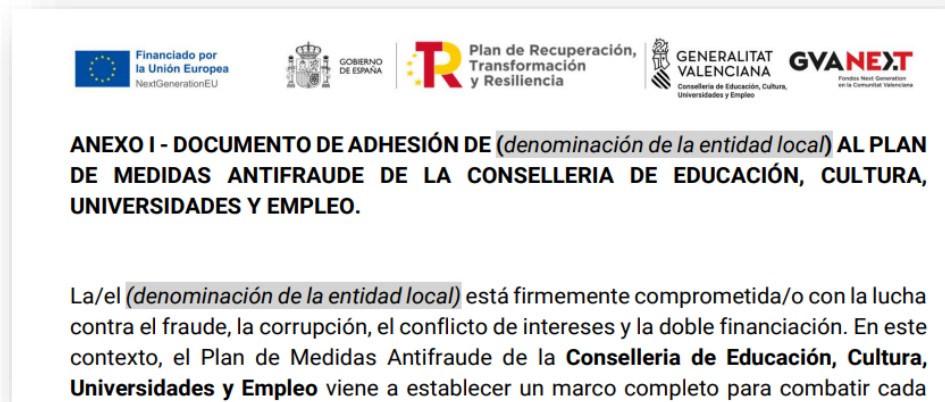 Financiado por
la Unión Europea
NextGenerationEU
GOBIERNO
DE ESPAÑA
Plan de Recuperación,
Transformación
y Resiliencia
GENERALITAT
VALENCIANA
Conselleria de Educación, Cultura,
Universidades y Empleo
GVANEXT
Fondos Next Generation
en la Comunitat Valenciana
ANEXO I - DOCUMENTO DE ADHESIÓN DE (denominación de la entidad local) AL PLAN
DE MEDIDAS ANTIFRAUDE DE LA CONSELLERIA DE EDUCACIÓN, CULTURA,
UNIVERSIDADES Y EMPLEO.
La/el (denominación de la entidad local) está firmemente comprometida/o con la lucha
contra el fraude, la corrupción, el conflicto de intereses y la doble financiación. En este
contexto, el Plan de Medidas Antifraude de la Conselleria de Educación, Cultura,
Universidades y Empleo viene a establecer un marco completo para combatir cada